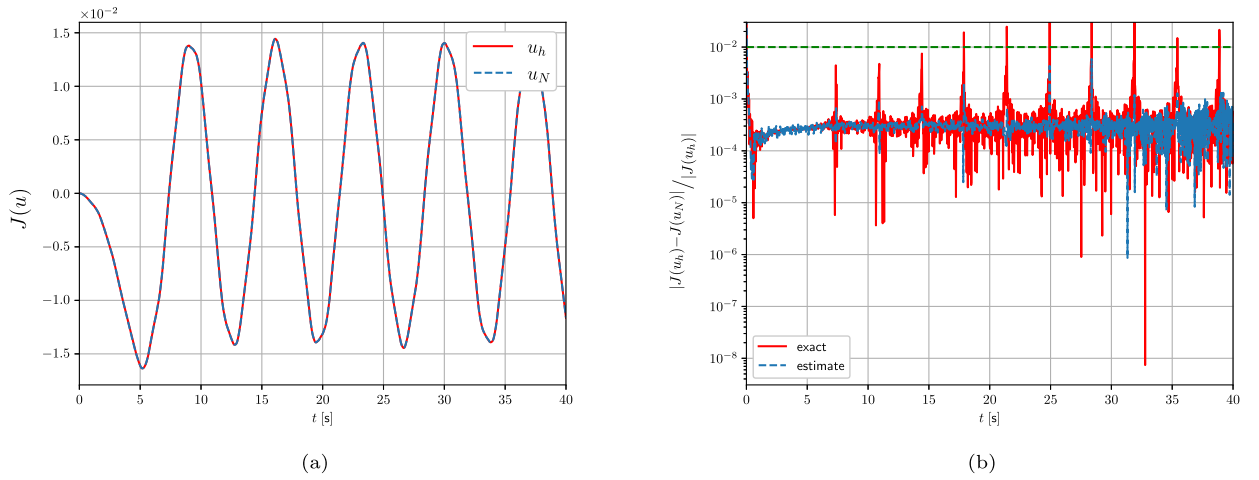 ×10⁻²
1.5
1.0
0.5
0.0
−0.5
−1.0
−1.5
J(u)
u_h
u_N
0 5 10 15 20 25 30 35 40
t [s]
(a)
10⁻²
10⁻³
10⁻⁴
10⁻⁵
10⁻⁶
10⁻⁷
10⁻⁸
|J(u_h)−J(u_N)| / |J(u_h)|
exact
estimate
0 5 10 15 20 25 30 35 40
t [s]
(b)